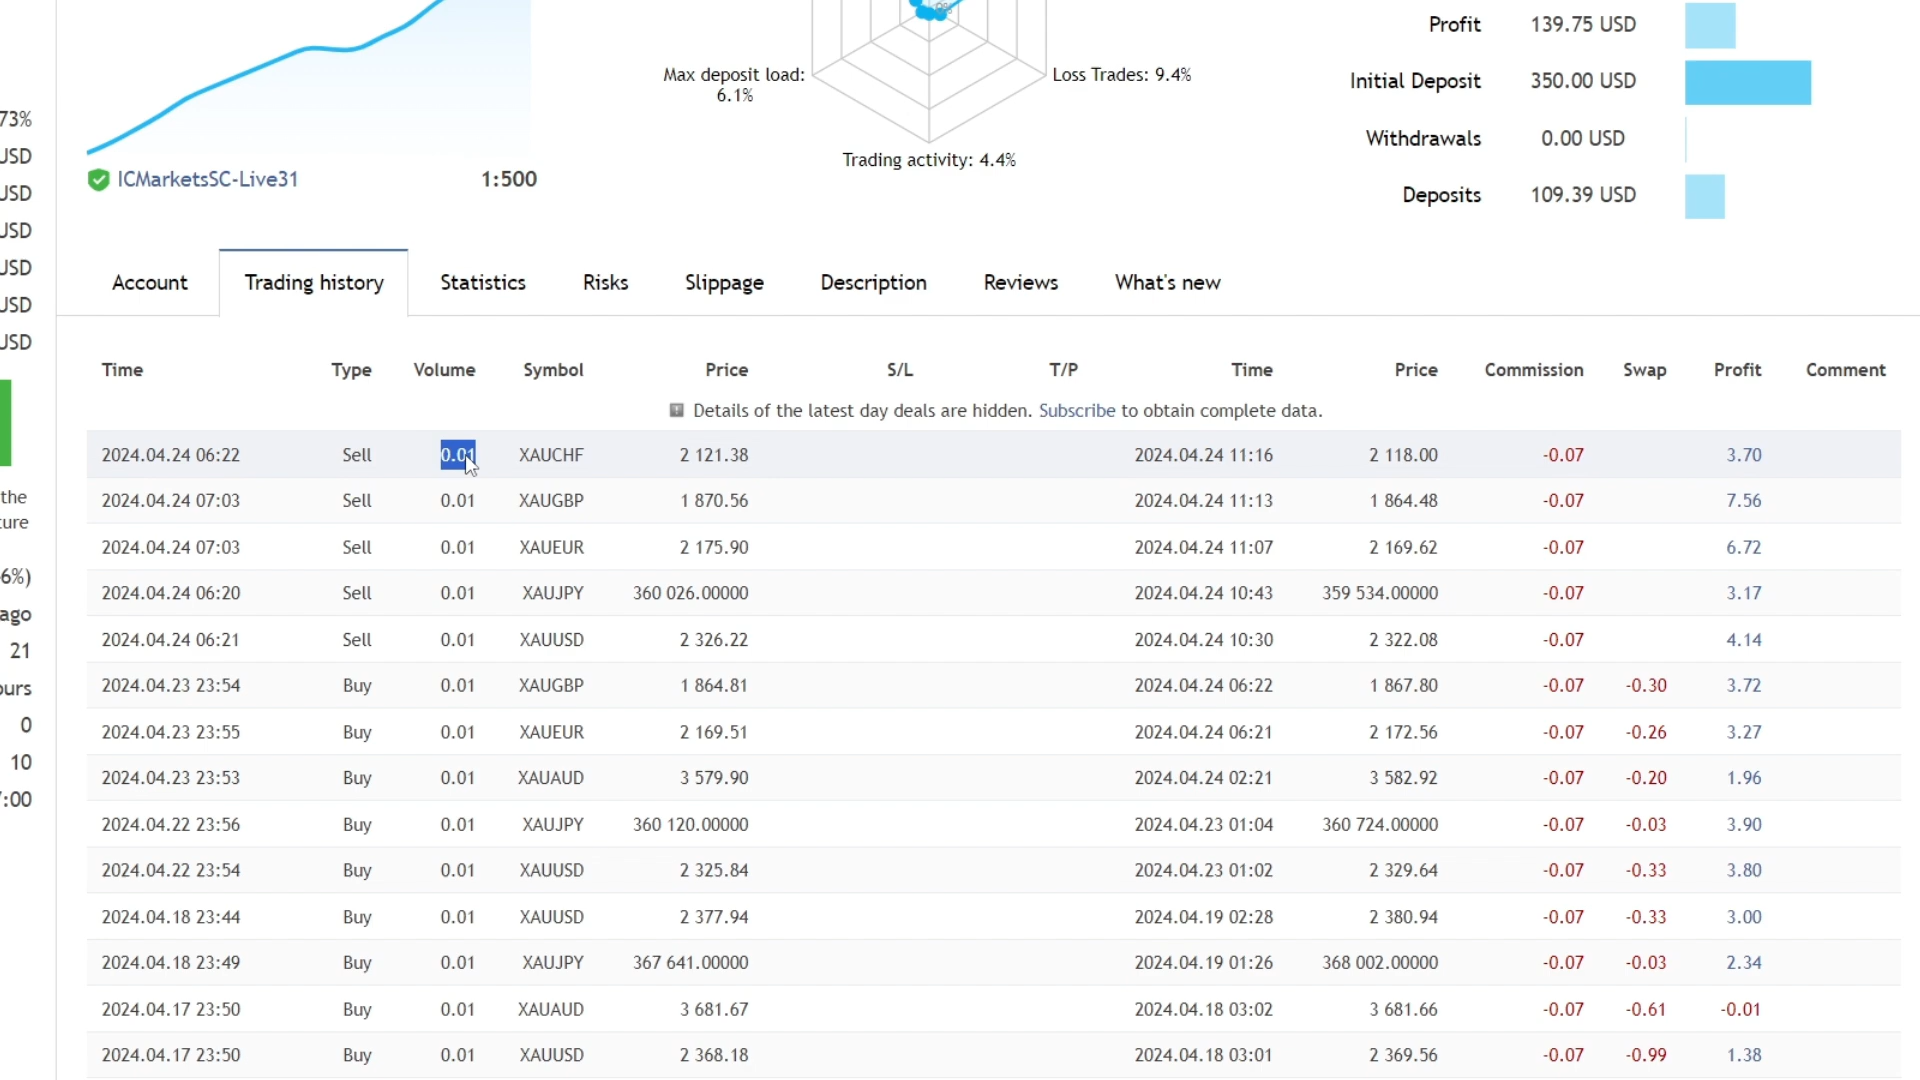 Profit 139.75 USD
Max deposit load:
6.1%
Loss Trades: 9.4%
Initial Deposit 350.00 USD
73%
Withdrawals 0.00 USD
USD
Trading activity: 4.4%
ICMarketsSC-Live31 1:500
USD
Deposits 109.39 USD
USD
USD
USD
USD
Account Trading history Statistics Risks Slippage Description Reviews What's new
Time Type Volume Symbol Price S/L T/P Time Price Commission Swap Profit Comment
Details of the latest day deals are hidden. Subscribe to obtain complete data.
2024.04.24 06:22 Sell 0.01 XAUCHF 2 121.38 2024.04.24 11:16 2 118.00 -0.07 3.70
the
2024.04.24 07:03 Sell 0.01 XAUGBP 1 870.56 2024.04.24 11:13 1 864.48 -0.07 7.56
ture
2024.04.24 07:03 Sell 0.01 XAUEUR 2 175.90 2024.04.24 11:07 2 169.62 -0.07 6.72
6%)
2024.04.24 06:20 Sell 0.01 XAUJPY 360 026.00000 2024.04.24 10:43 359 534.00000 -0.07 3.17
ago
2024.04.24 06:21 Sell 0.01 XAUUSD 2 326.22 2024.04.24 10:30 2 322.08 -0.07 4.14
21
2024.04.23 23:54 Buy 0.01 XAUGBP 1 864.81 2024.04.24 06:22 1 867.80 -0.07 -0.30 3.72
ours
0
2024.04.23 23:55 Buy 0.01 XAUEUR 2 169.51 2024.04.24 06:21 2 172.56 -0.07 -0.26 3.27
10
2024.04.23 23:53 Buy 0.01 XAUAUD 3 579.90 2024.04.24 02:21 3 582.92 -0.07 -0.20 1.96
:00
2024.04.22 23:56 Buy 0.01 XAUJPY 360 120.00000 2024.04.23 01:04 360 724.00000 -0.07 -0.03 3.90
2024.04.22 23:54 Buy 0.01 XAUUSD 2 325.84 2024.04.23 01:02 2 329.64 -0.07 -0.33 3.80
2024.04.18 23:44 Buy 0.01 XAUUSD 2 377.94 2024.04.19 02:28 2 380.94 -0.07 -0.33 3.00
2024.04.18 23:49 Buy 0.01 XAUJPY 367 641.00000 2024.04.19 01:26 368 002.00000 -0.07 -0.03 2.34
2024.04.17 23:50 Buy 0.01 XAUAUD 3 681.67 2024.04.18 03:02 3 681.66 -0.07 -0.61 -0.01
2024.04.17 23:50 Buy 0.01 XAUUSD 2 368.18 2024.04.18 03:01 2 369.56 -0.07 -0.99 1.38